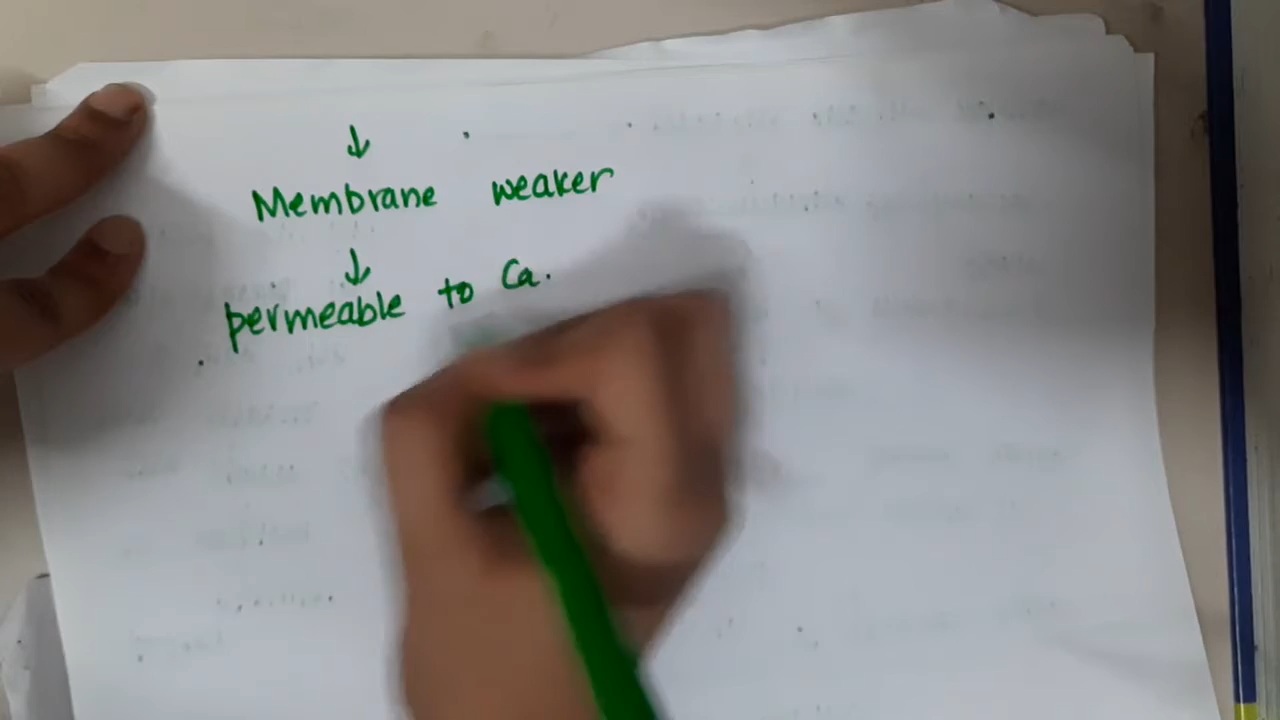 ↓
Membrane weaker
↓
permeable to Ca.